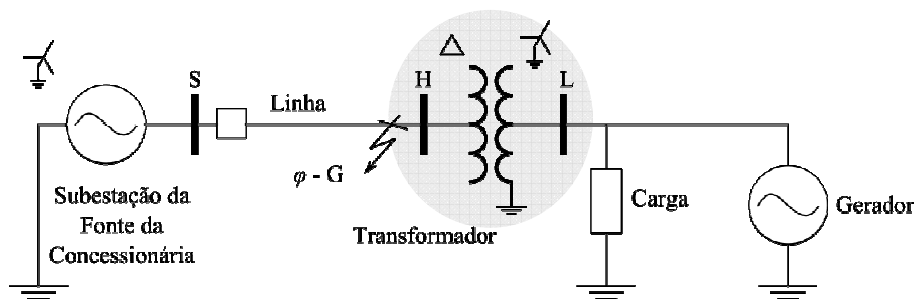 S
Linha
H
L
φ - G
Subestação da
Fonte da
Concessionária
Transformador
Carga
Gerador